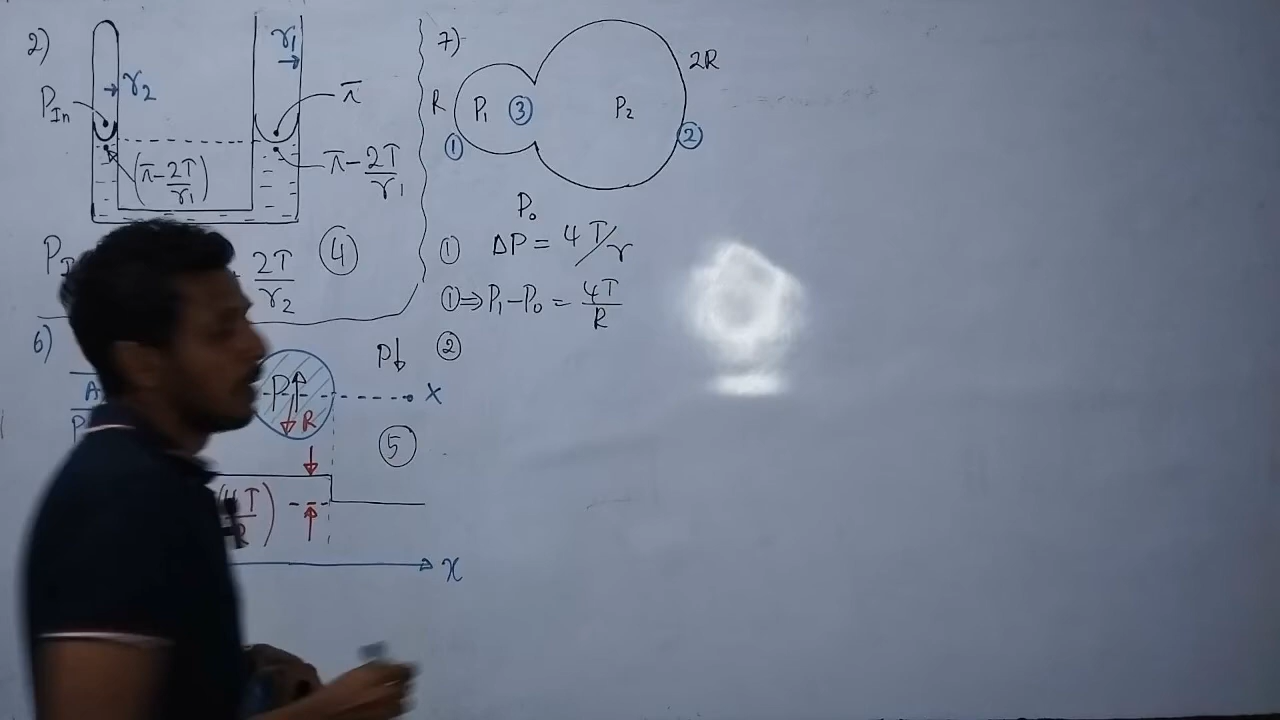 2)
r₁
r₂
P_In
π̄
(π̄ - 2T/r₁)
π̄ - 2T/r₁
2T/r₂
④
6)
P
P
X
R
⑤
x
7)
R
P₁
③
P₂
2R
①
②
P₀
① ΔP = 4T/r
① ⇒ P₁ - P₀ = 4T/R
②